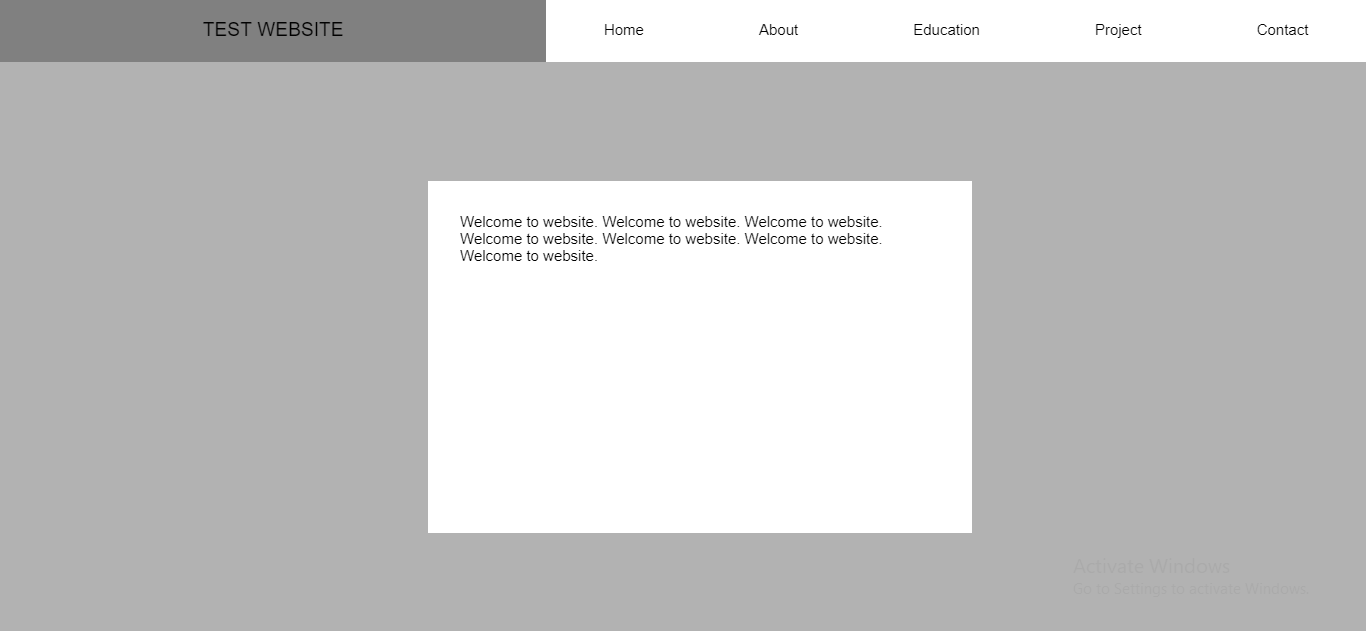 TEST WEBSITE
Home
About
Education
Project
Contact
Welcome to website. Welcome to website. Welcome to website.
Welcome to website. Welcome to website. Welcome to website.
Welcome to website.
Activate Windows
Go to Settings to activate Windows.